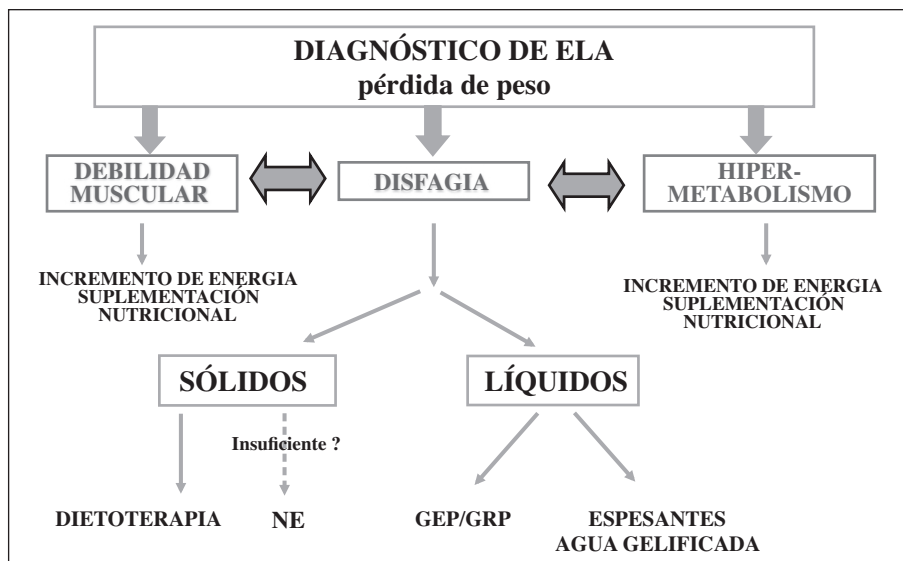 DIAGNÓSTICO DE ELA
pérdida de peso
DEBILIDAD
MUSCULAR
DISFAGIA
HIPER-
METABOLISMO
INCREMENTO DE ENERGIA
SUPLEMENTACIÓN
NUTRICIONAL
INCREMENTO DE ENERGIA
SUPLEMENTACIÓN
NUTRICIONAL
SÓLIDOS
LÍQUIDOS
Insuficiente ?
DIETOTERAPIA
NE
GEP/GRP
ESPESANTES
AGUA GELIFICADA